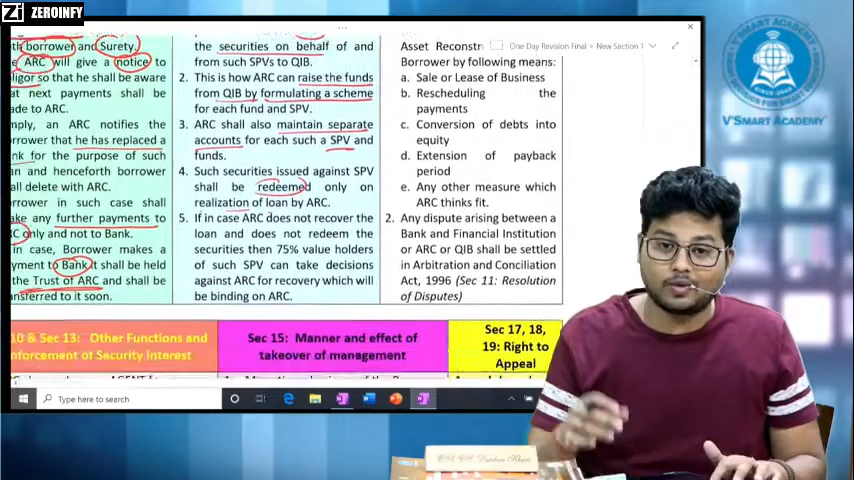 ZEROINFY
One Day Revision Final » New Section 1
V'SMART ACADEMY
th borrower and Surety.
ARC will give a notice to
ligor so that he shall be aware
at next payments shall be
ade to ARC.
mply, an ARC notifies the
rrower that he has replaced a
nk for the purpose of such
an and henceforth borrower
all delete with ARC.
rrower in such case shall
ake any further payments to
RC only and not to Bank.
in case, Borrower makes a
yment to Bank it shall be held
the Trust of ARC and shall be
ansferred to it soon.
the securities on behalf of and
from such SPVs to QIB.
2. This is how ARC can raise the funds
from QIB by formulating a scheme
for each fund and SPV.
3. ARC shall also maintain separate
accounts for each such a SPV and
funds.
4. Such securities issued against SPV
shall be redeemed only on
realization of loan by ARC.
5. If in case ARC does not recover the
loan and does not redeem the
securities then 75% value holders
of such SPV can take decisions
against ARC for recovery which will
be binding on ARC.
Asset Reconstr
Borrower by following means:
a. Sale or Lease of Business
b. Rescheduling the
payments
c. Conversion of debts into
equity
d. Extension of payback
period
e. Any other measure which
ARC thinks fit.
2. Any dispute arising between a
Bank and Financial Institution
or ARC or QIB shall be settled
in Arbitration and Conciliation
Act, 1996 (Sec 11: Resolution
of Disputes)
10 & Sec 13: Other Functions and
nforcement of Security Interest
Sec 15: Manner and effect of
takeover of management
Sec 17, 18,
19: Right to
Appeal
Type here to search